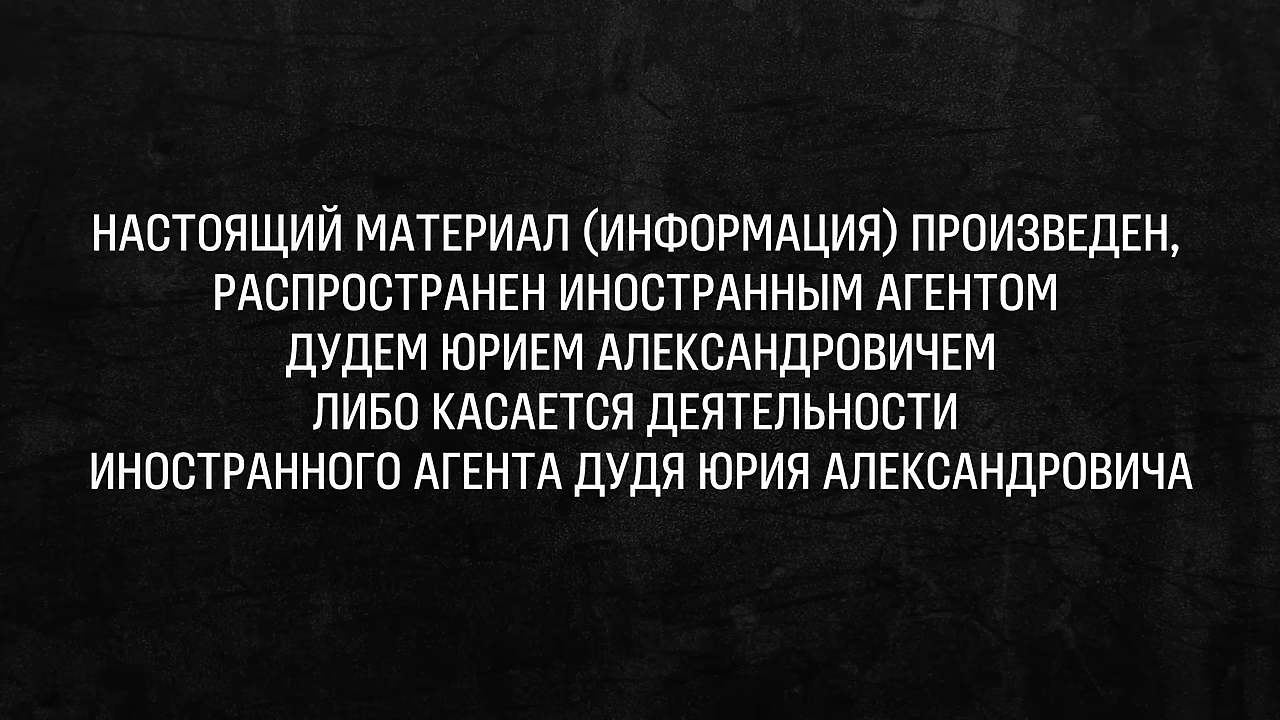 НАСТОЯЩИЙ МАТЕРИАЛ (ИНФОРМАЦИЯ) ПРОИЗВЕДЕН,
РАСПРОСТРАНЕН ИНОСТРАННЫМ АГЕНТОМ
ДУДЕМ ЮРИЕМ АЛЕКСАНДРОВИЧЕМ
ЛИБО КАСАЕТСЯ ДЕЯТЕЛЬНОСТИ
ИНОСТРАННОГО АГЕНТА ДУДЯ ЮРИЯ АЛЕКСАНДРОВИЧА